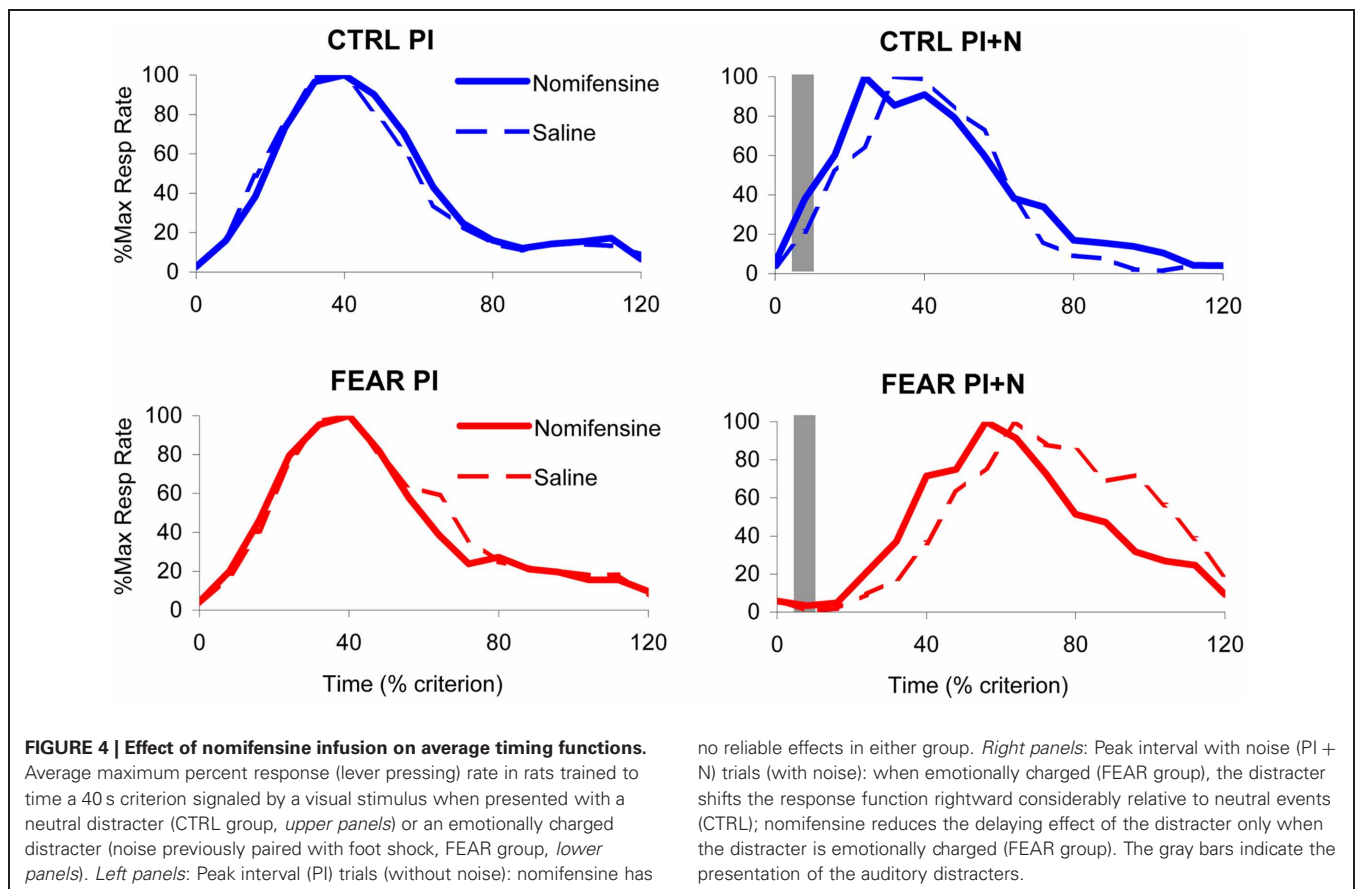 CTRL PI
100
80
60
40
20
0
%Max Resp Rate
Nomifensine
Saline
0 40 80 120
CTRL PI+N
100
80
60
40
20
0
0 40 80 120
FEAR PI
100
80
60
40
20
0
%Max Resp Rate
Nomifensine
Saline
0 40 80 120
Time (% criterion)
FEAR PI+N
100
80
60
40
20
0
0 40 80 120
Time (% criterion)
FIGURE 4 | Effect of nomifensine infusion on average timing functions.
Average maximum percent response (lever pressing) rate in rats trained to
time a 40 s criterion signaled by a visual stimulus when presented with a
neutral distracter (CTRL group, upper panels) or an emotionally charged
distracter (noise previously paired with foot shock, FEAR group, lower
panels). Left panels: Peak interval (PI) trials (without noise): nomifensine has
no reliable effects in either group. Right panels: Peak interval with noise (PI +
N) trials (with noise): when emotionally charged (FEAR group), the distracter
shifts the response function rightward considerably relative to neutral events
(CTRL); nomifensine reduces the delaying effect of the distracter only when
the distracter is emotionally charged (FEAR group). The gray bars indicate the
presentation of the auditory distracters.